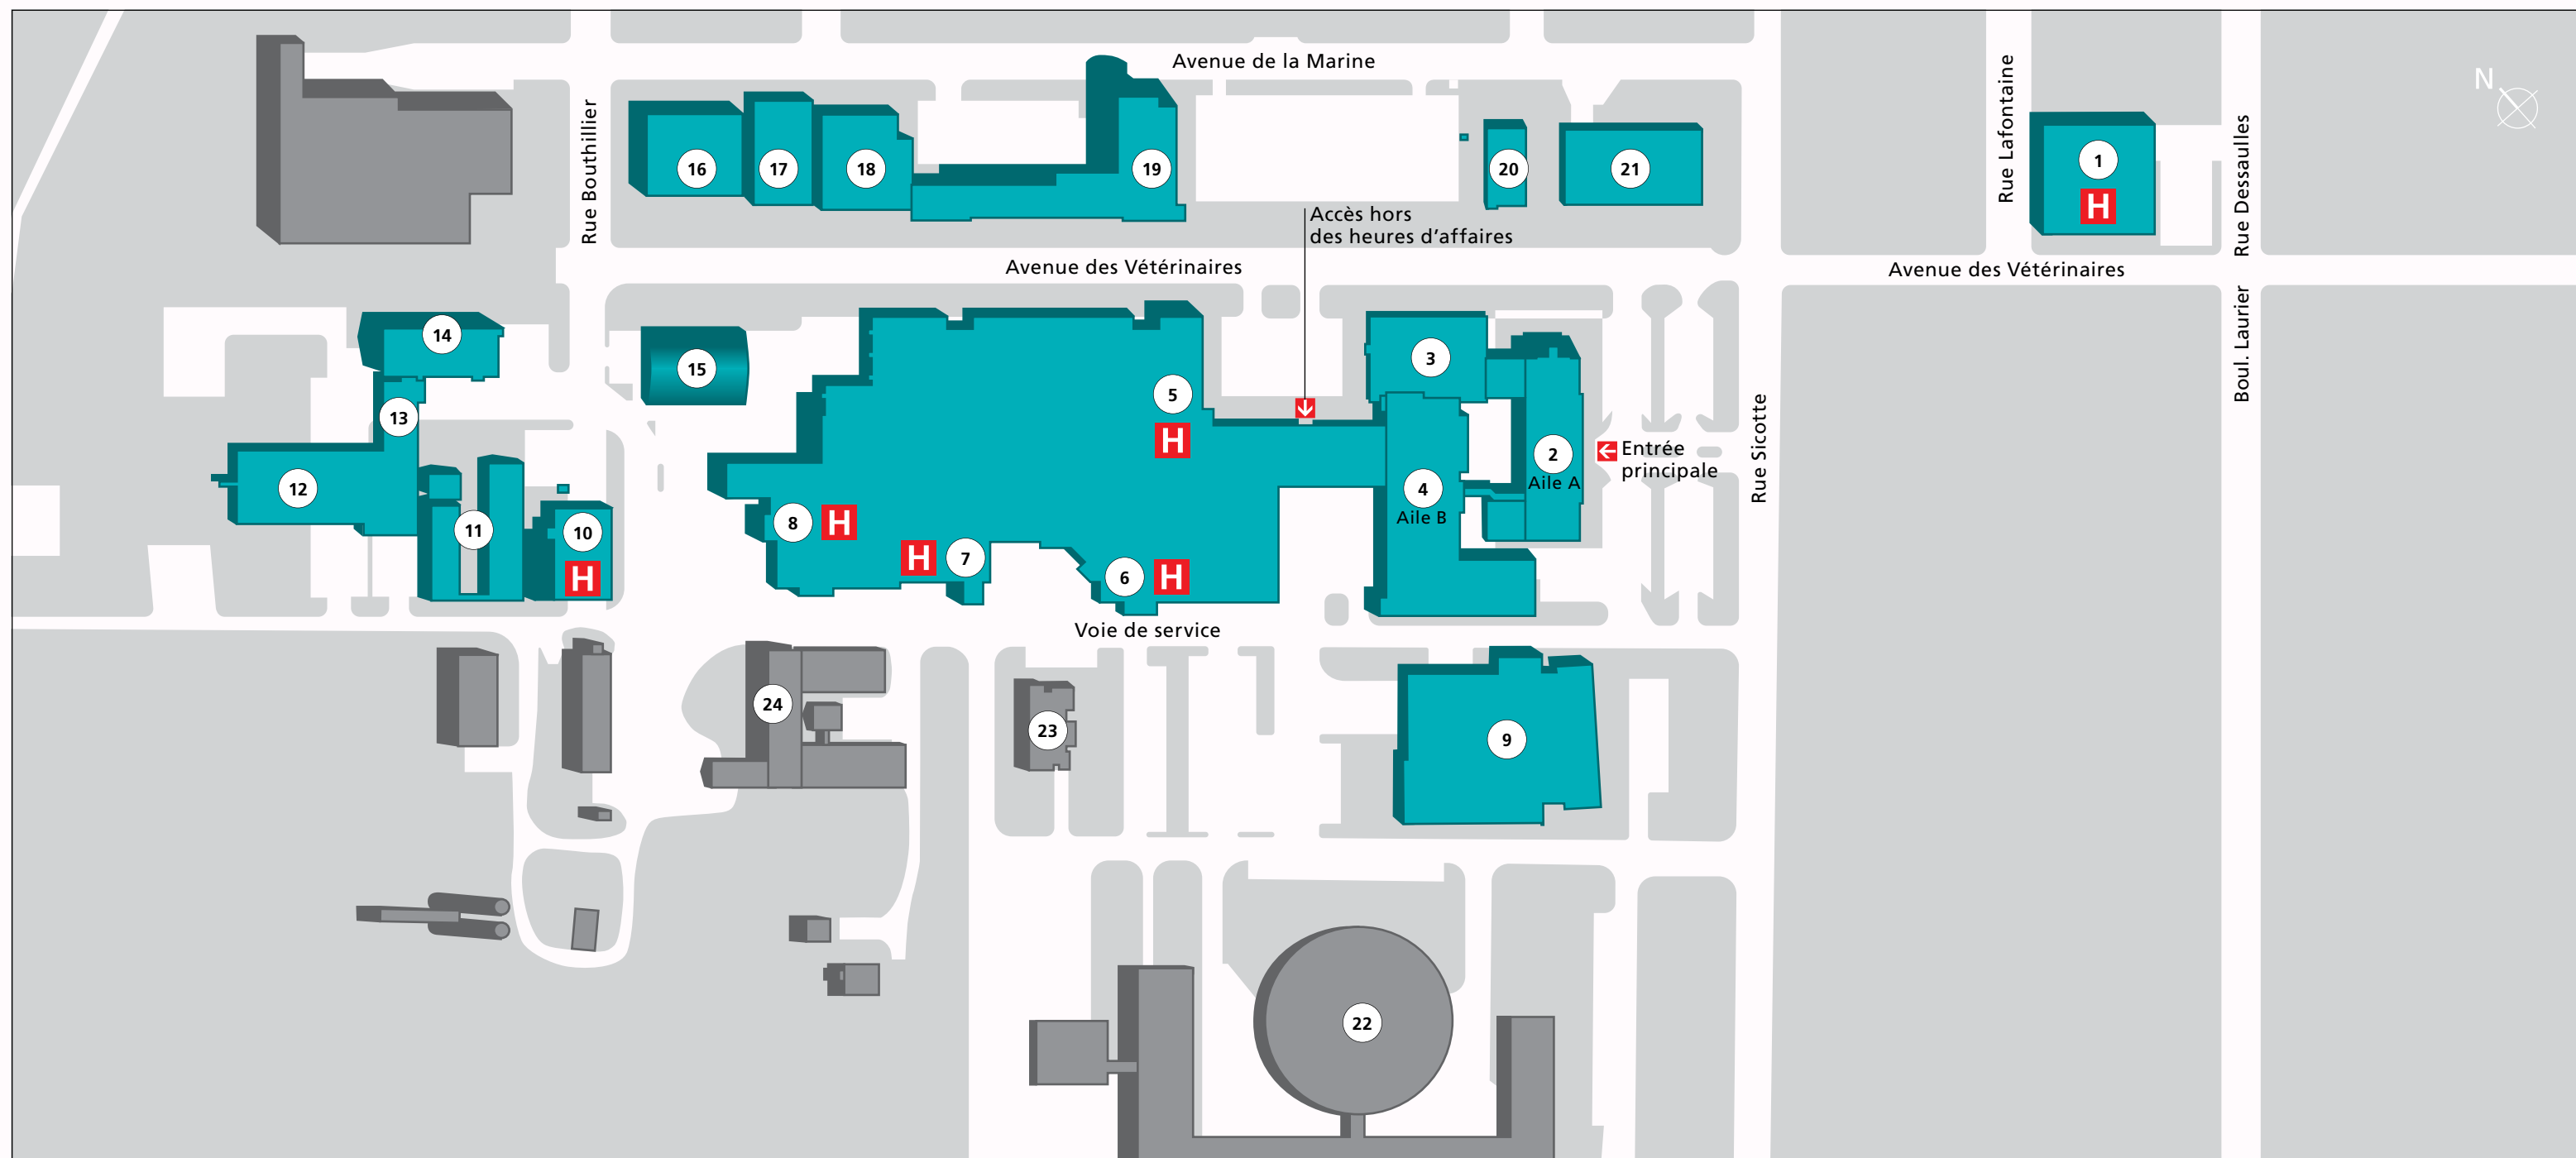 Avenue de la Marine
N
Rue Bouthillier
Rue Lafontaine
Rue Dessaulles
16
17
18
19
20
21
1
H
Accès hors
des heures d'affaires
Avenue des Vétérinaires
Avenue des Vétérinaires
Boul. Laurier
14
15
3
5
13
H
Rue Sicotte
2
Aile A
Entrée
principale
12
4
Aile B
11
10
H
8
H
H
7
6
H
Voie de service
24
23
9
22